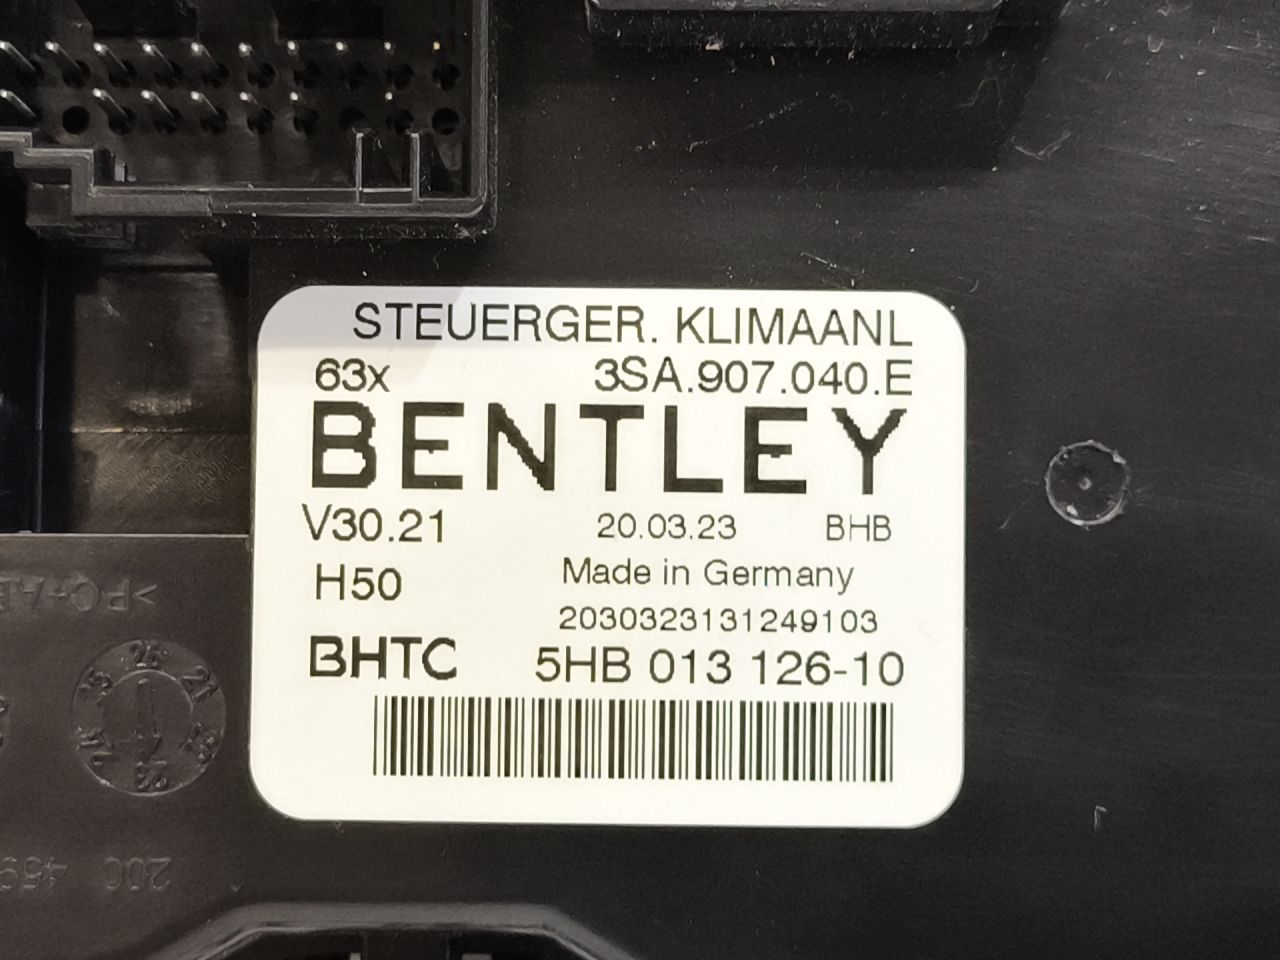 STEUERGER. KLIMAANL
63x 3SA.907.040.E
BENTLEY
V30.21 20.03.23 BHB
H50 Made in Germany
2030323131249103
BHTC 5HB 013 126-10